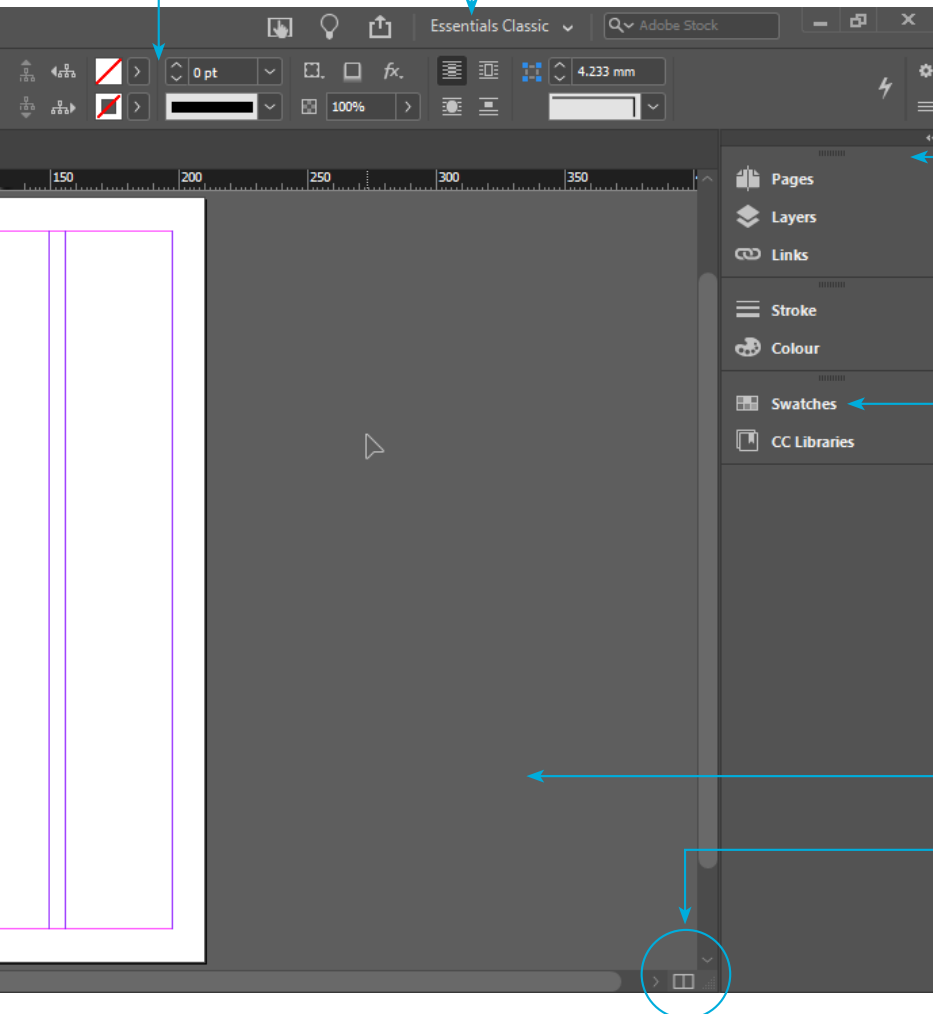 Essentials Classic
Adobe Stock
0 pt
fx.
4.233 mm
100%
150 200 250 300 350
Pages
Layers
Links
Stroke
Colour
Swatches
CC Libraries